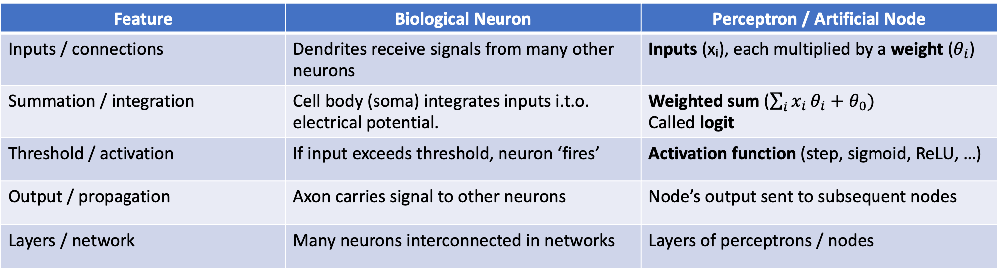 Feature
Biological Neuron
Perceptron / Artificial Node
Inputs / connections
Dendrites receive signals from many other
neurons
Inputs (xᵢ), each multiplied by a weight (θᵢ)
Summation / integration
Cell body (soma) integrates inputs i.t.o.
electrical potential.
Weighted sum (∑ᵢ xᵢ θᵢ + θ₀)
Called logit
Threshold / activation
If input exceeds threshold, neuron ‘fires’
Activation function (step, sigmoid, ReLU, …)
Output / propagation
Axon carries signal to other neurons
Node’s output sent to subsequent nodes
Layers / network
Many neurons interconnected in networks
Layers of perceptrons / nodes